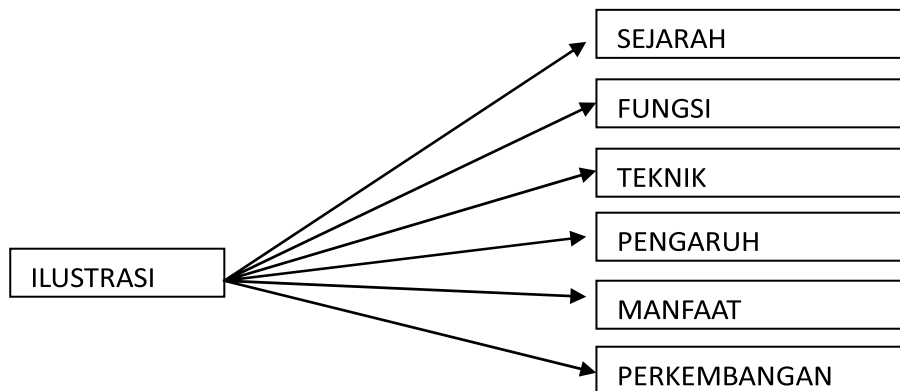 SEJARAH
FUNGSI
TEKNIK
PENGARUH
ILUSTRASI
MANFAAT
PERKEMBANGAN